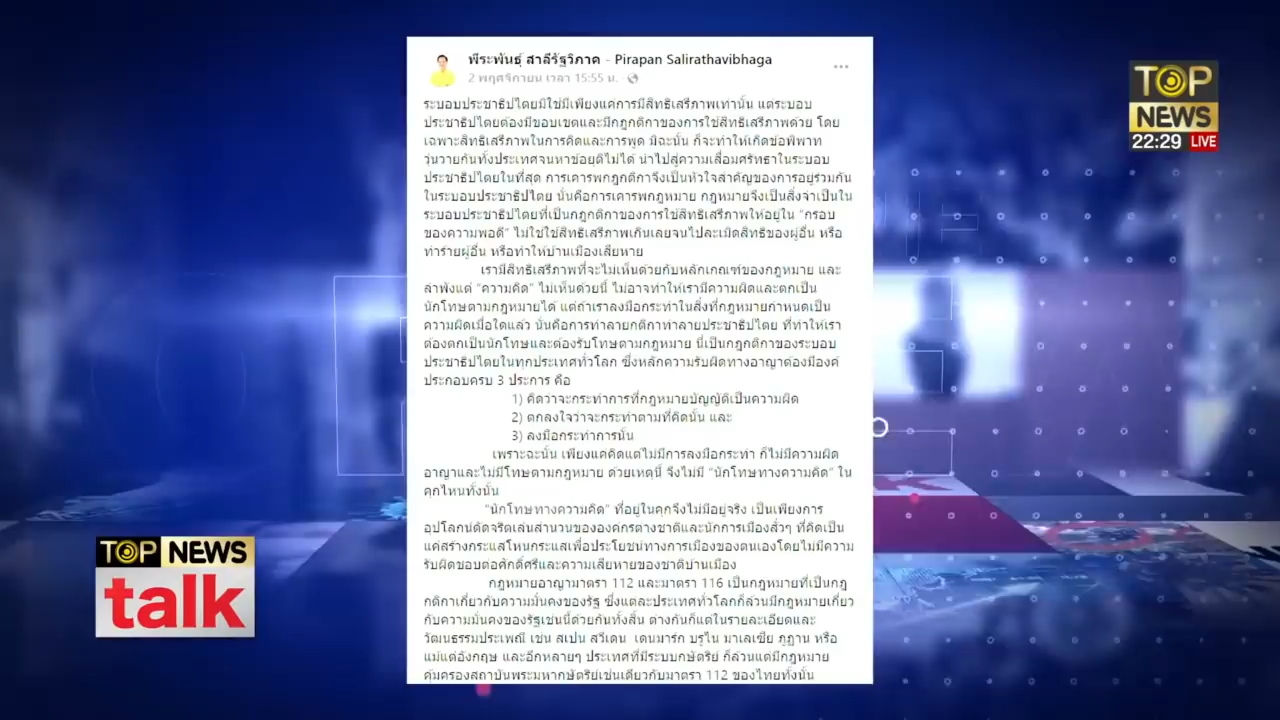 พีระพันธุ์ สาลีรัฐวิภาค - Pirapan Salirathavibhaga
2 พฤศจิกายน เวลา 15:55 น.
ระบอบประชาธิปไตยมิใช่มีเพียงแค่การมีสิทธิเสรีภาพเท่านั้น แต่ระบอบ
ประชาธิปไตยต้องมีขอบเขตและมีกฎกติกาของการใช้สิทธิเสรีภาพด้วย โดย
เฉพาะสิทธิเสรีภาพในการคิดและการพูด มิฉะนั้น ก็จะทำให้เกิดข้อพิพาท
วุ่นวายกันทั้งประเทศจนหาข้อยุติไม่ได้ นำไปสู่ความเสื่อมศรัทธาในระบอบ
ประชาธิปไตยในที่สุด การเคารพกฎกติกาจึงเป็นหัวใจสำคัญของการอยู่ร่วมกัน
ในระบอบประชาธิปไตย นั่นคือการเคารพกฎหมาย กฎหมายจึงเป็นสิ่งจำเป็นใน
ระบอบประชาธิปไตยที่เป็นกฎกติกาของการใช้สิทธิเสรีภาพให้อยู่ใน "กรอบ
ของความพอดี" ไม่ใช่ใช้สิทธิเสรีภาพเกินเลยจนไปละเมิดสิทธิของผู้อื่น หรือ
ทำร้ายผู้อื่น หรือทำให้บ้านเมืองเสียหาย
เรามีสิทธิเสรีภาพที่จะไม่เห็นด้วยกับหลักเกณฑ์ของกฎหมาย และ
ลำพังแต่ "ความคิด" ไม่เห็นด้วยนี้ ไม่อาจทำให้เรามีความผิดและตกเป็น
นักโทษตามกฎหมายได้ แต่ถ้าเราลงมือกระทำในสิ่งที่กฎหมายกำหนดเป็น
ความผิดเมื่อใดแล้ว นั่นคือการทำลายกติกาทำลายประชาธิปไตย ที่ทำให้เรา
ต้องตกเป็นนักโทษและต้องรับโทษตามกฎหมาย นี่เป็นกฎกติกาของระบอบ
ประชาธิปไตยในทุกประเทศทั่วโลก ซึ่งหลักความรับผิดทางอาญาต้องมีองค์
ประกอบครบ 3 ประการ คือ
1) คิดว่าจะกระทำการที่กฎหมายบัญญัติเป็นความผิด
2) ตกลงใจว่าจะกระทำตามที่คิดนั้น และ
3) ลงมือกระทำการนั้น
เพราะฉะนั้น เพียงแค่คิดแต่ไม่มีการลงมือกระทำ ก็ไม่มีความผิด
อาญาและไม่มีโทษตามกฎหมาย ด้วยเหตุนี้ จึงไม่มี "นักโทษทางความคิด" ใน
คุกไหนทั้งนั้น
"นักโทษทางความคิด" ที่อยู่ในคุกจึงไม่มีอยู่จริง เป็นเพียงการ
อุปโลกน์ดัดจริตเล่นสำนวนขององค์กรต่างชาติและนักการเมืองชั่วๆ ที่คิดเป็น
แค่สร้างกระแสโหนกระแสเพื่อประโยชน์ทางการเมืองของตนเองโดยไม่มีความ
รับผิดชอบต่อศักดิ์ศรีและความเสียหายของชาติบ้านเมือง
กฎหมายอาญามาตรา 112 และมาตรา 116 เป็นกฎหมายที่เป็นกฎ
กติกาเกี่ยวกับความมั่นคงของรัฐ ซึ่งแต่ละประเทศทั่วโลกก็ล้วนมีกฎหมายเกี่ยว
กับความมั่นคงของรัฐเช่นนี้ด้วยกันทั้งสิ้น ต่างกันก็แต่ในรายละเอียดและ
วัฒนธรรมประเพณี เช่น สเปน สวีเดน เดนมาร์ก บรูไน มาเลเซีย ภูฏาน หรือ
แม้แต่อังกฤษ และอีกหลายๆ ประเทศที่มีระบบกษัตริย์ ก็ล้วนแต่มีกฎหมาย
คุ้มครองสถาบันพระมหากษัตริย์เช่นเดียวกับมาตรา 112 ของไทยทั้งนั้น
TOP
NEWS
22:29 LIVE
TOP NEWS
talk